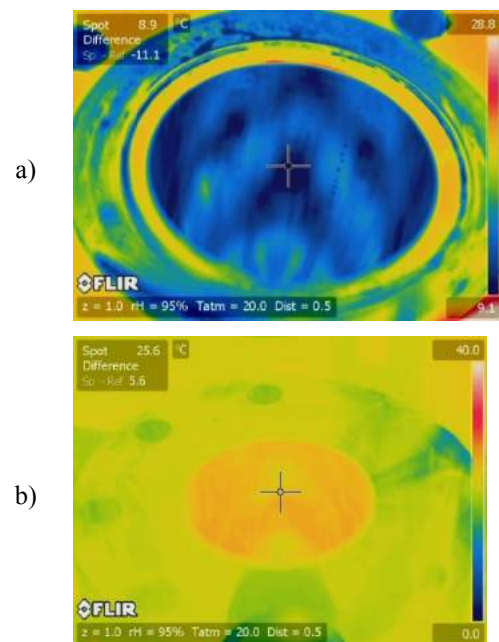 a)
Spot 8.9 °C
28.8
Difference
Sp - Ref -11.1
FLIR
z = 1.0 rH = 95% Tatm = 20.0 Dist = 0.5
9.1
b)
Spot 25.6 °C
40.0
Difference
Sp - Ref 5.6
FLIR
z = 1.0 rH = 95% Tatm = 20.0 Dist = 0.5
0.0